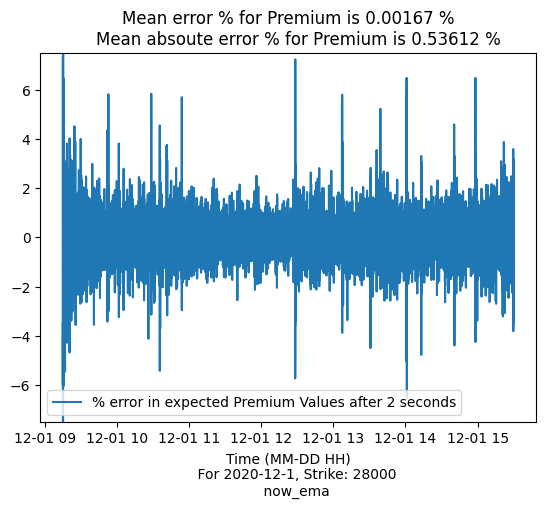 Mean error % for Premium is 0.00167 %
Mean absoute error % for Premium is 0.53612 %
6
4
2
0
−2
−4
−6
% error in expected Premium Values after 2 seconds
12-01 09 12-01 10 12-01 11 12-01 12 12-01 13 12-01 14 12-01 15
Time (MM-DD HH)
For 2020-12-1, Strike: 28000
now_ema